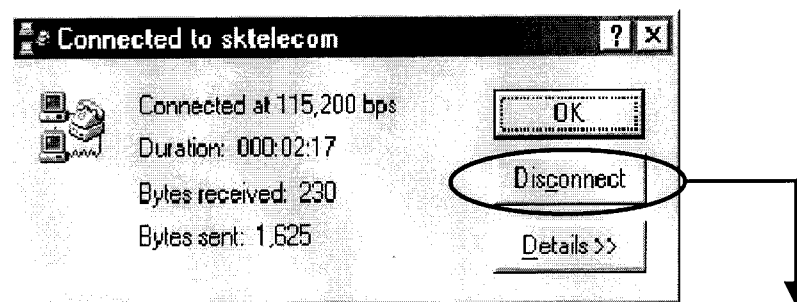 Connected to sktelecom
Connected at 115,200 bps
Duration: 000:02:17
Bytes received: 230
Bytes sent: 1,625
OK
Disconnect
Details >>